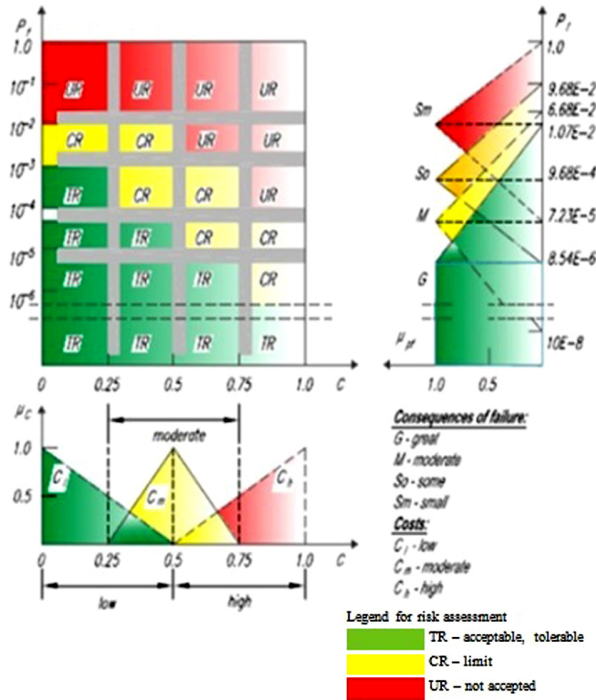 P_f
1.0
UR UR UR UR
10⁻¹
10⁻²
CR CR UR UR
10⁻³
TR CR CR UR
10⁻⁴
TR TR CR CR
10⁻⁵
TR TR TR CR
10⁻⁶
TR TR TR TR
0 0.25 0.5 0.75 1.0 C
P_f
1.0
9.68E-2
6.68E-2
Sm 1.07E-2
So 9.68E-4
M 7.23E-5
8.54E-6
G
10E-8
μ_pf 1.0 0.5
μ_c
moderate
1.0
0.5
C_l C_m C_h
0 0.25 0.5 0.75 1.0 C
low high
Consequences of failure:
G - great
M - moderate
So - some
Sm - small
Costs:
C_l - low
C_m - moderate
C_h - high
Legend for risk assessment
TR – acceptable, tolerable
CR – limit
UR – not accepted